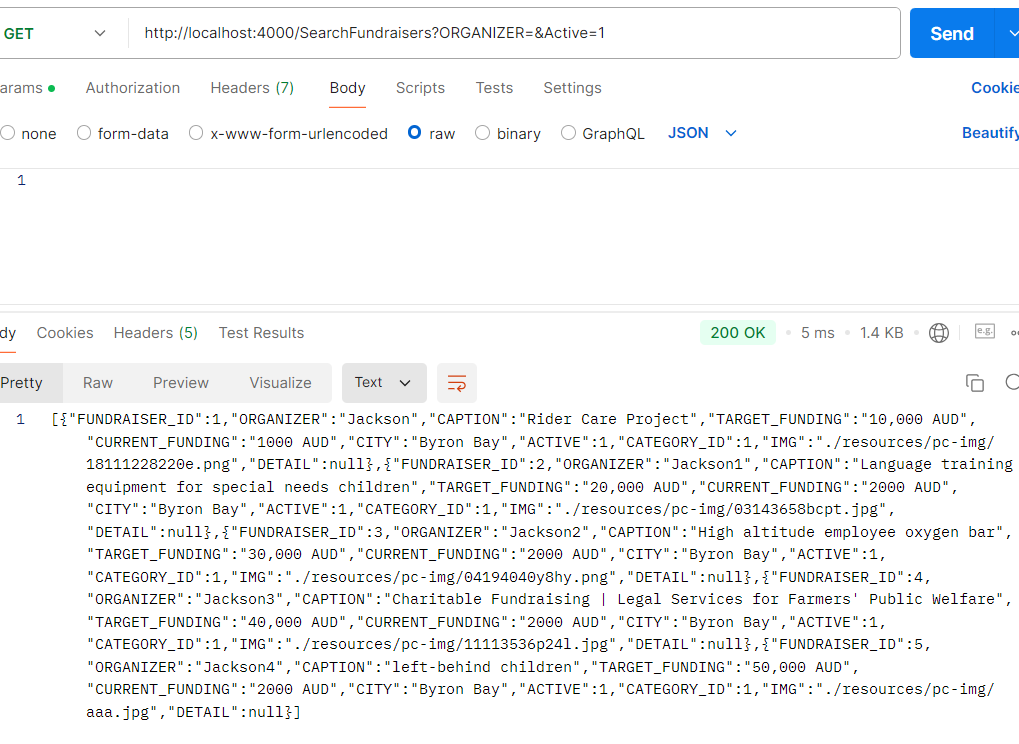 GET http://localhost:4000/SearchFundraisers?ORGANIZER=&Active=1 Send
arams Authorization Headers (7) Body Scripts Tests Settings Cookie
none form-data x-www-form-urlencoded raw binary GraphQL JSON Beautify
1
dy Cookies Headers (5) Test Results 200 OK 5 ms 1.4 KB e.g.
Pretty Raw Preview Visualize Text
1 [{"FUNDRAISER_ID":1,"ORGANIZER":"Jackson","CAPTION":"Rider Care Project","TARGET_FUNDING":"10,000 AUD",
"CURRENT_FUNDING":"1000 AUD","CITY":"Byron Bay","ACTIVE":1,"CATEGORY_ID":1,"IMG":"./resources/pc-img/
18111228220e.png","DETAIL":null},{"FUNDRAISER_ID":2,"ORGANIZER":"Jackson1","CAPTION":"Language training
equipment for special needs children","TARGET_FUNDING":"20,000 AUD","CURRENT_FUNDING":"2000 AUD",
"CITY":"Byron Bay","ACTIVE":1,"CATEGORY_ID":1,"IMG":"./resources/pc-img/03143658bcpt.jpg",
"DETAIL":null},{"FUNDRAISER_ID":3,"ORGANIZER":"Jackson2","CAPTION":"High altitude employee oxygen bar",
"TARGET_FUNDING":"30,000 AUD","CURRENT_FUNDING":"2000 AUD","CITY":"Byron Bay","ACTIVE":1,
"CATEGORY_ID":1,"IMG":"./resources/pc-img/04194040y8hy.png","DETAIL":null},{"FUNDRAISER_ID":4,
"ORGANIZER":"Jackson3","CAPTION":"Charitable Fundraising | Legal Services for Farmers' Public Welfare",
"TARGET_FUNDING":"40,000 AUD","CURRENT_FUNDING":"2000 AUD","CITY":"Byron Bay","ACTIVE":1,
"CATEGORY_ID":1,"IMG":"./resources/pc-img/11113536p24l.jpg","DETAIL":null},{"FUNDRAISER_ID":5,
"ORGANIZER":"Jackson4","CAPTION":"left-behind children","TARGET_FUNDING":"50,000 AUD",
"CURRENT_FUNDING":"2000 AUD","CITY":"Byron Bay","ACTIVE":1,"CATEGORY_ID":1,"IMG":"./resources/pc-img/
aaa.jpg","DETAIL":null}]